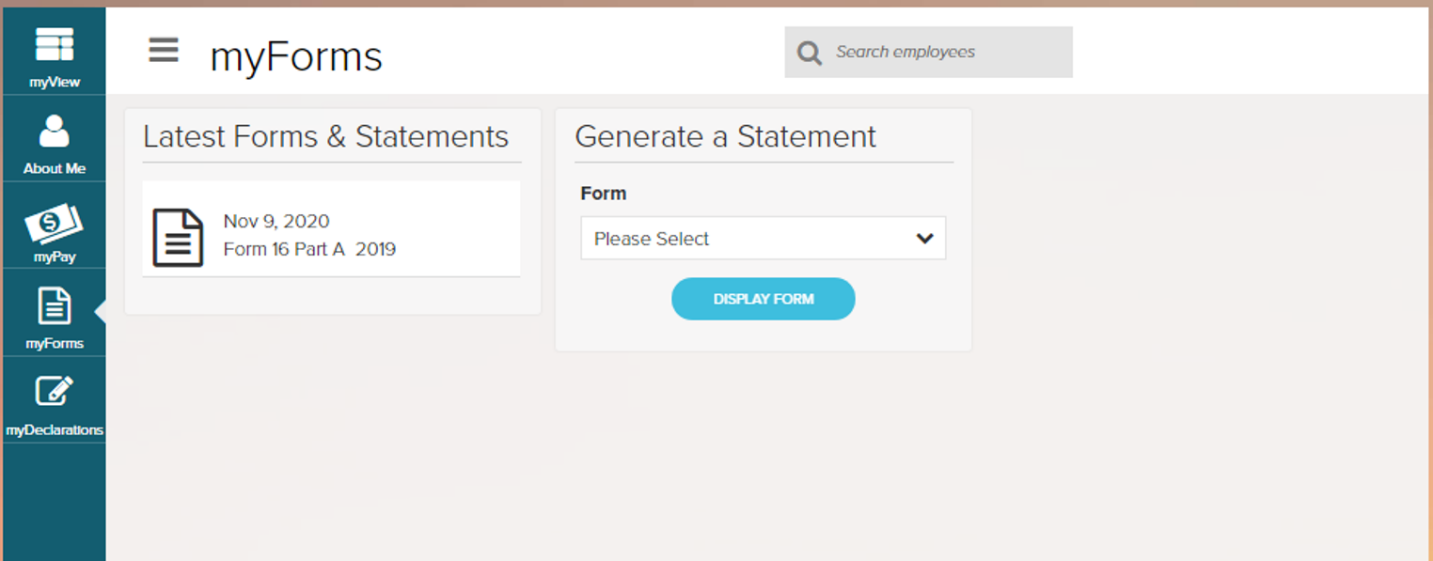 myView
About Me
myPay
myForms
myDeclarations
myForms
Search employees
Latest Forms & Statements
Nov 9, 2020
Form 16 Part A 2019
Generate a Statement
Form
Please Select
DISPLAY FORM